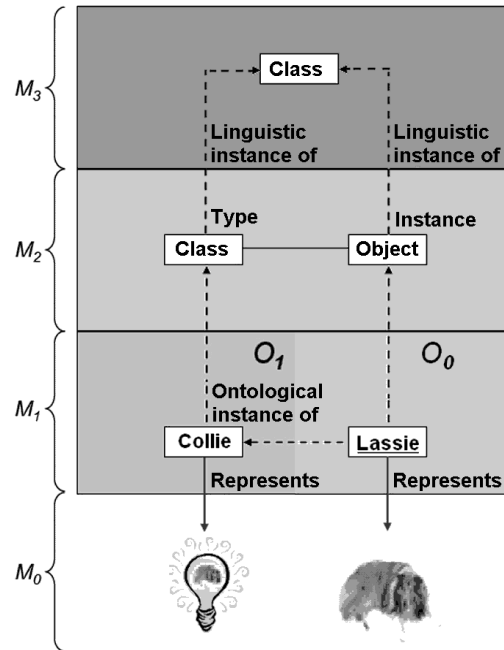 M3
Class
Linguistic
instance of
Linguistic
instance of
M2
Type
Instance
Class
Object
M1
O1
O0
Ontological
instance of
Collie
Lassie
Represents
Represents
M0